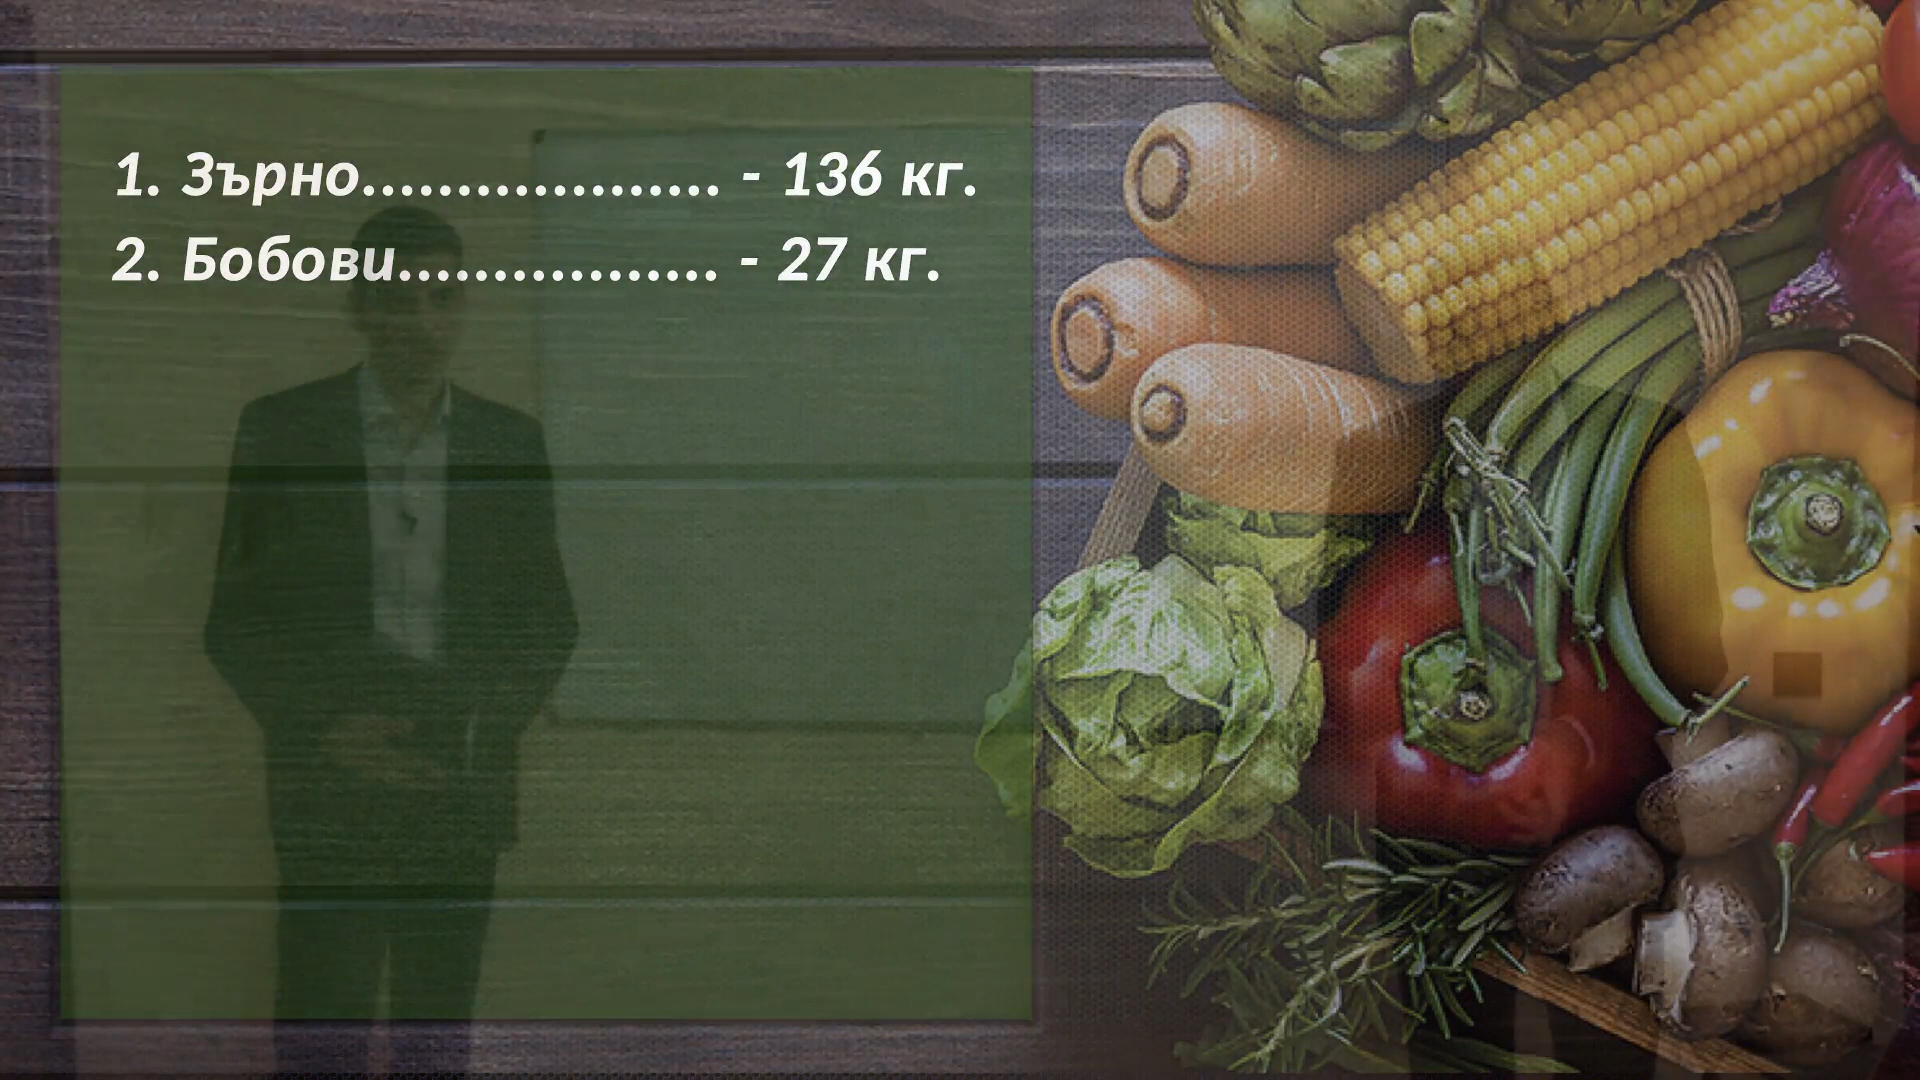 1. Зърно................... - 136 кг.
2. Бобови................. - 27 кг.